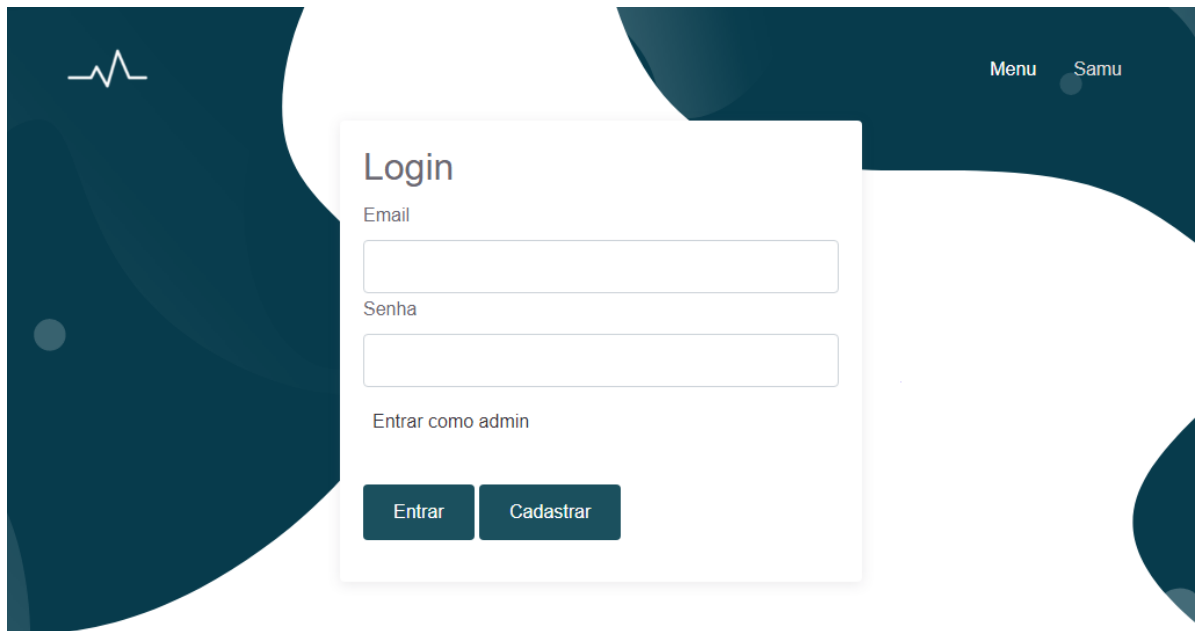 Menu Samu
Login
Email
Senha
Entrar como admin
Entrar Cadastrar